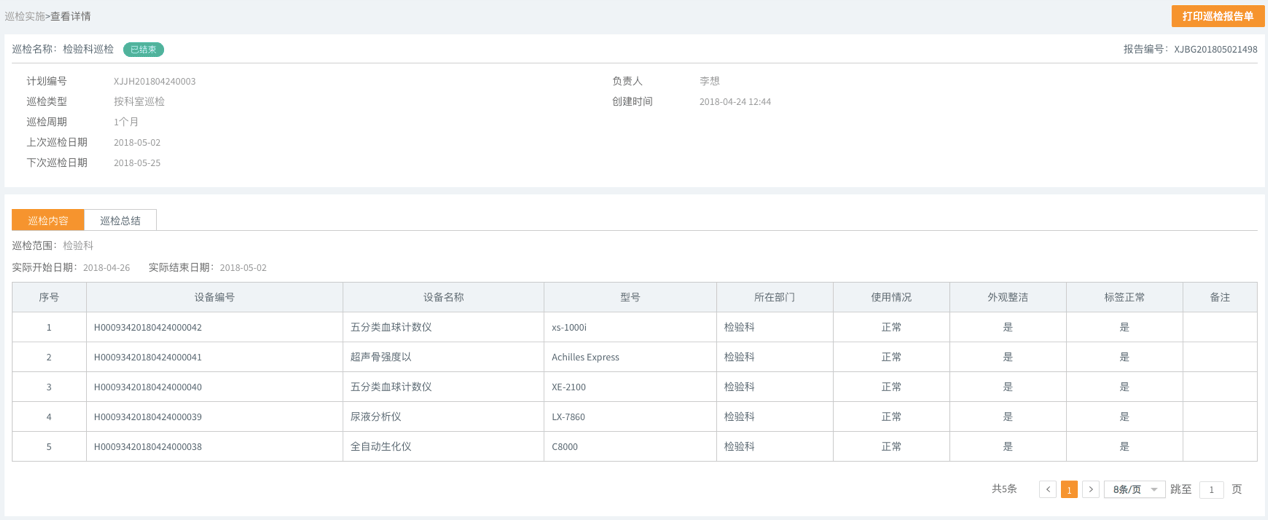 巡检实施>查看详情 打印巡检报告单
巡检名称：检验科巡检 已结束 报告编号：XJBG201805021498
计划编号 XJJH201804240003 负责人 李想
巡检类型 按科室巡检 创建时间 2018-04-24 12:44
巡检周期 1个月
上次巡检日期 2018-05-02
下次巡检日期 2018-05-25
巡检内容 巡检总结
巡检范围：检验科
实际开始日期：2018-04-26 实际结束日期：2018-05-02
序号 设备编号 设备名称 型号 所在部门 使用情况 外观整洁 标签正常 备注
1 H00093420180424000042 五分类血球计数仪 xs-1000i 检验科 正常 是 是
2 H00093420180424000041 超声骨强度以 Achilles Express 检验科 正常 是 是
3 H00093420180424000040 五分类血球计数仪 XE-2100 检验科 正常 是 是
4 H00093420180424000039 尿液分析仪 LX-7860 检验科 正常 是 是
5 H00093420180424000038 全自动生化仪 C8000 检验科 正常 是 是
共5条 < 1 > 8条/页 跳至 1 页